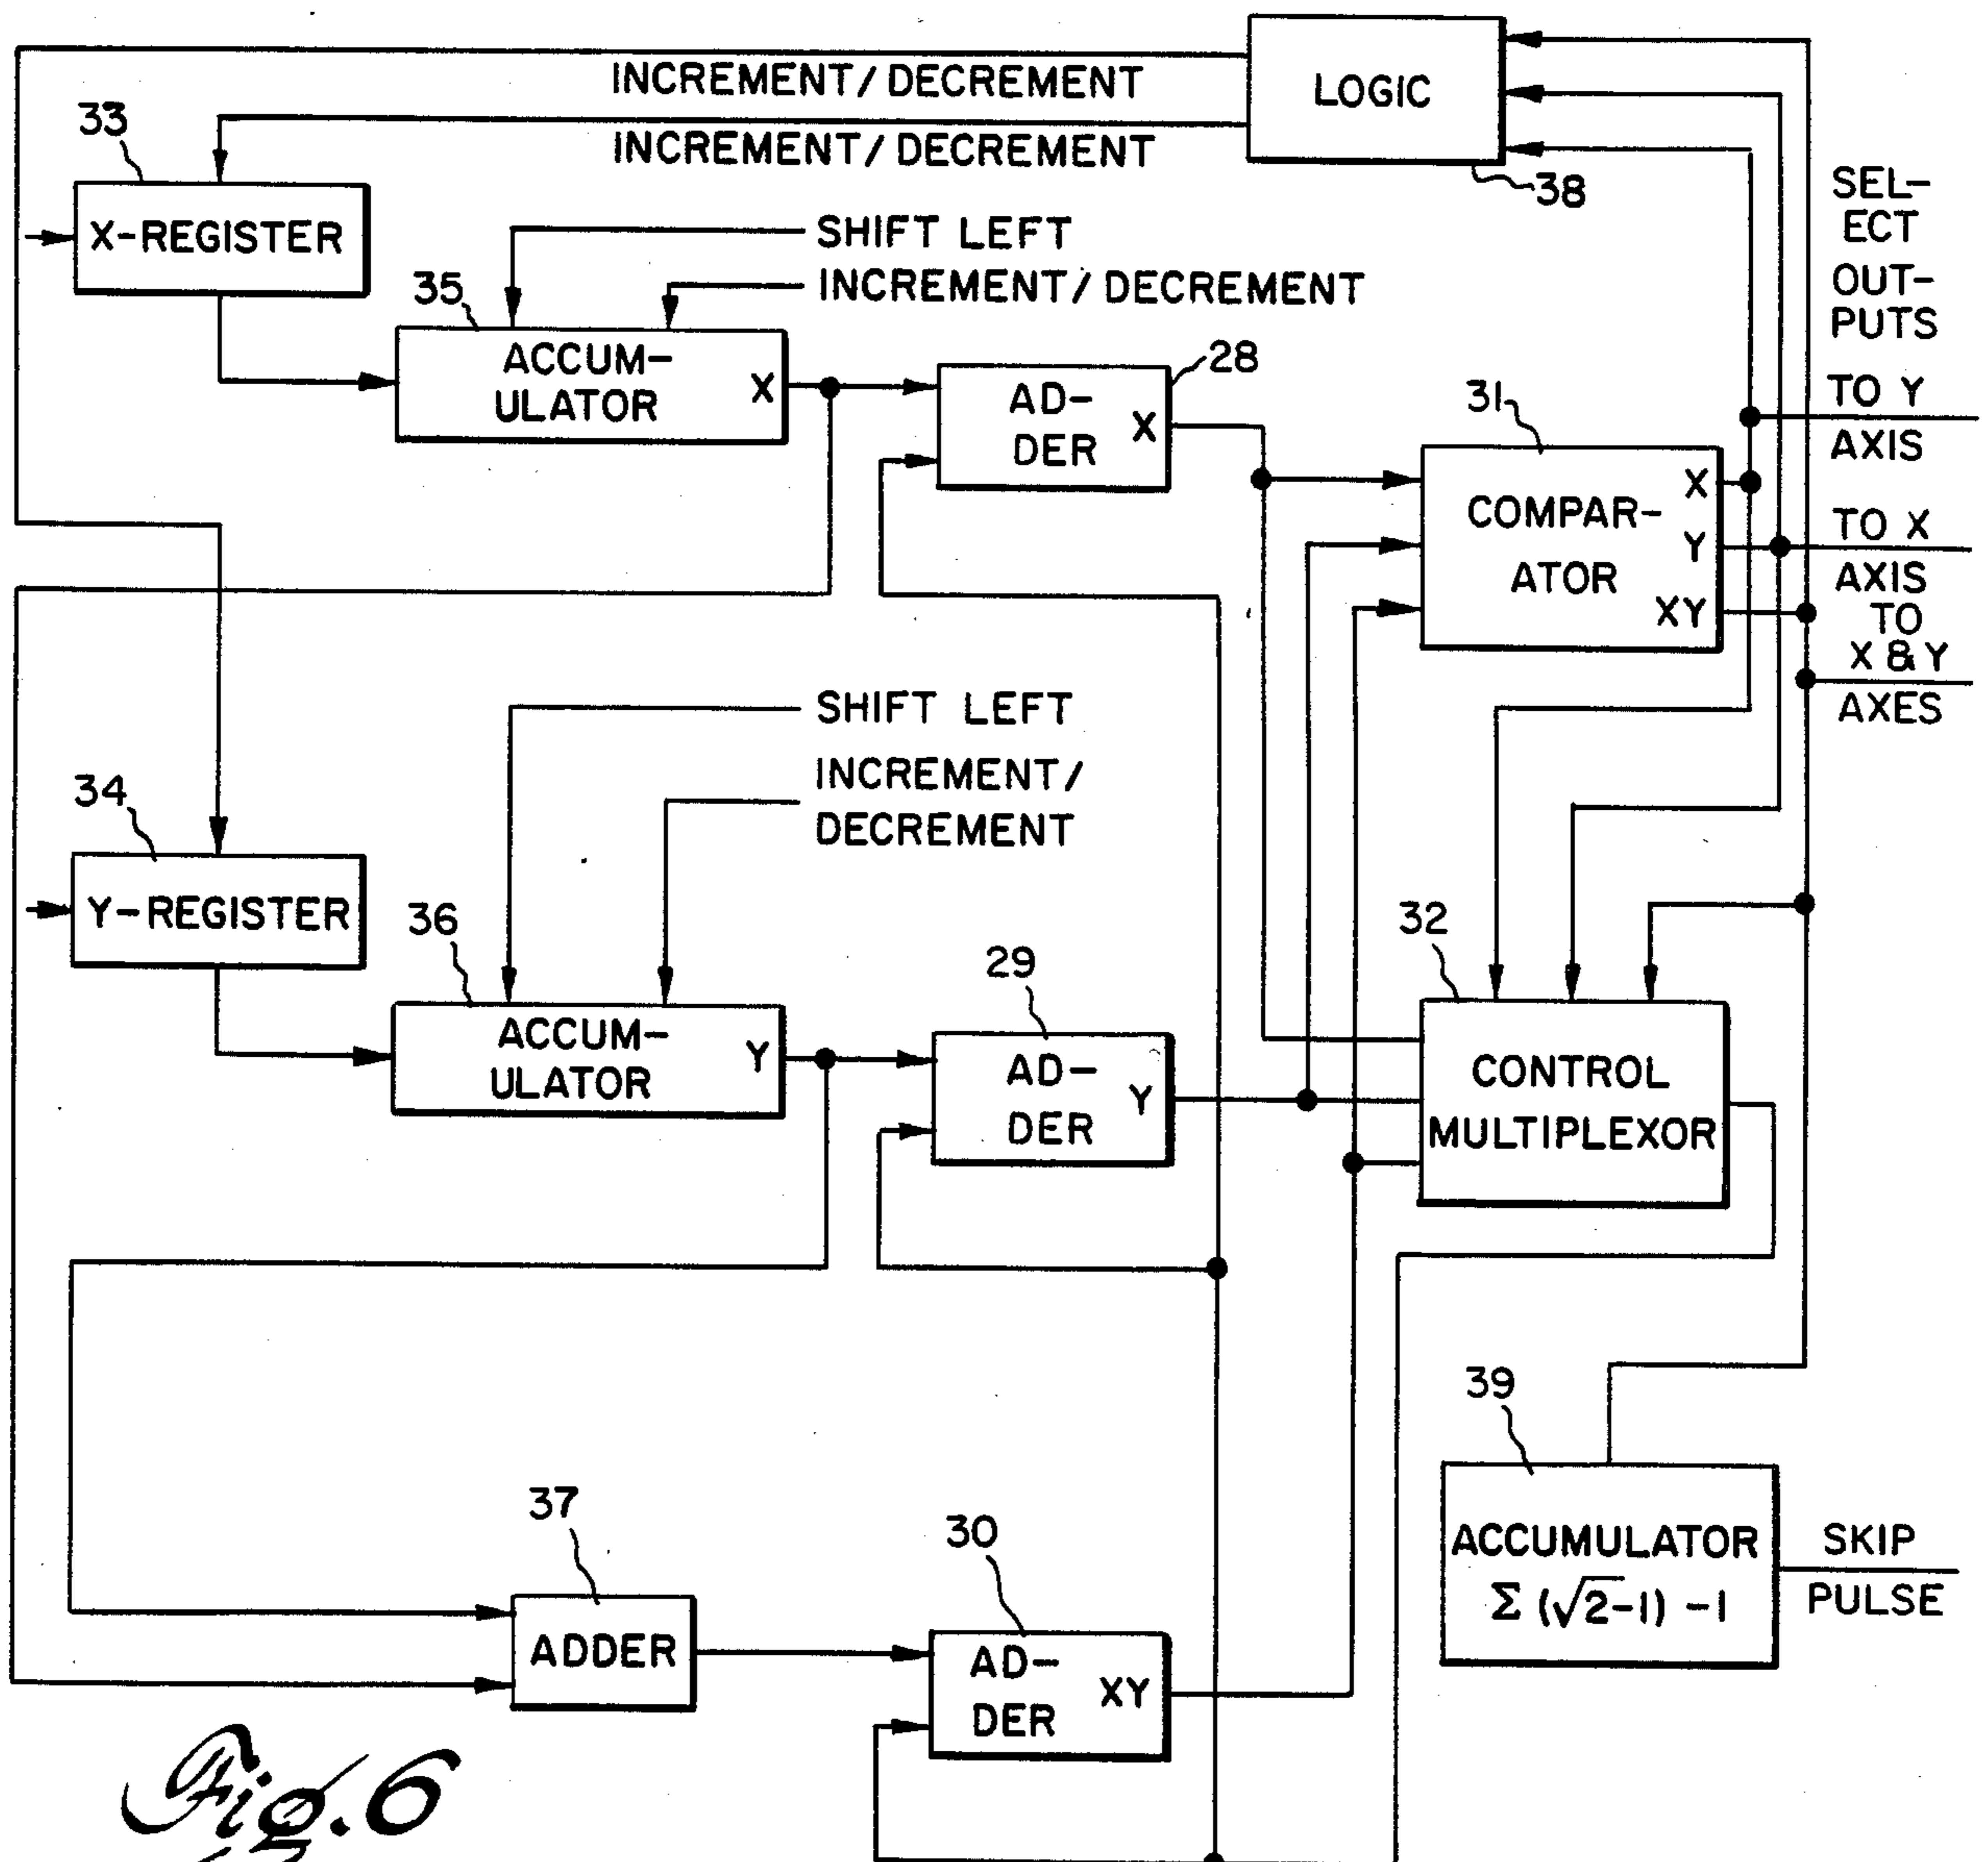 INCREMENT/DECREMENT
LOGIC
33
INCREMENT/DECREMENT
38
SEL-
ECT
OUT-
PUTS
X-REGISTER
SHIFT LEFT
35
INCREMENT/DECREMENT
ACCUM-
ULATOR
X
28
AD-
DER
X
31
TO Y
AXIS
COMPAR-
ATOR
X
Y
XY
TO X
AXIS
TO
X & Y
AXES
SHIFT LEFT
INCREMENT/
DECREMENT
34
Y-REGISTER
36
ACCUM-
ULATOR
Y
29
AD-
DER
Y
32
CONTROL
MULTIPLEXOR
39
ACCUMULATOR
Σ (√2-1) -1
SKIP
PULSE
37
ADDER
30
AD-
DER
XY
Fig. 6